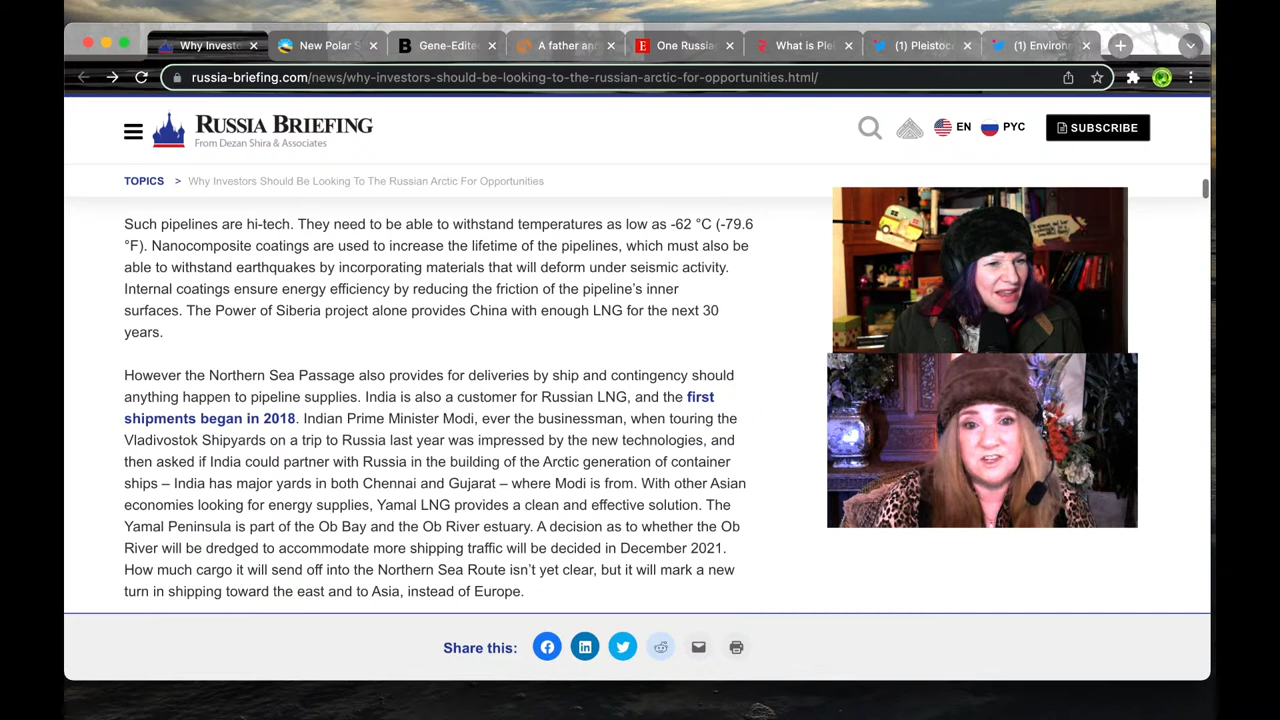 Why Invest
New Polar S
Gene-Edite
A father an
One Russia
What is Plei
(1) Pleistoc
(1) Environ
russia-briefing.com/news/why-investors-should-be-looking-to-the-russian-arctic-for-opportunities.html/
RUSSIA BRIEFING
From Dezan Shira & Associates
EN
РУС
SUBSCRIBE
TOPICS > Why Investors Should Be Looking To The Russian Arctic For Opportunities
Such pipelines are hi-tech. They need to be able to withstand temperatures as low as -62 °C (-79.6
°F). Nanocomposite coatings are used to increase the lifetime of the pipelines, which must also be
able to withstand earthquakes by incorporating materials that will deform under seismic activity.
Internal coatings ensure energy efficiency by reducing the friction of the pipeline's inner
surfaces. The Power of Siberia project alone provides China with enough LNG for the next 30
years.
However the Northern Sea Passage also provides for deliveries by ship and contingency should
anything happen to pipeline supplies. India is also a customer for Russian LNG, and the first
shipments began in 2018. Indian Prime Minister Modi, ever the businessman, when touring the
Vladivostok Shipyards on a trip to Russia last year was impressed by the new technologies, and
then asked if India could partner with Russia in the building of the Arctic generation of container
ships – India has major yards in both Chennai and Gujarat – where Modi is from. With other Asian
economies looking for energy supplies, Yamal LNG provides a clean and effective solution. The
Yamal Peninsula is part of the Ob Bay and the Ob River estuary. A decision as to whether the Ob
River will be dredged to accommodate more shipping traffic will be decided in December 2021.
How much cargo it will send off into the Northern Sea Route isn't yet clear, but it will mark a new
turn in shipping toward the east and to Asia, instead of Europe.
Share this: